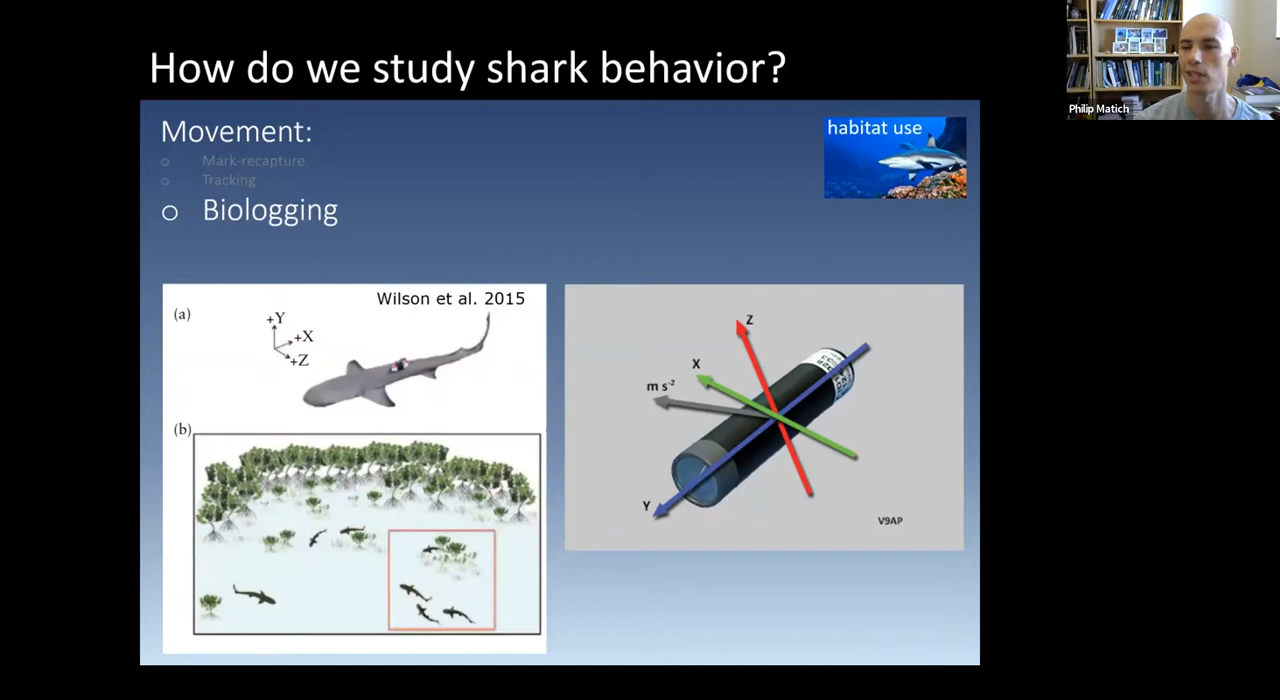 How do we study shark behavior?
Philip Matich
Movement:
habitat use
o Mark-recapture
o Tracking
o Biologging
(a)
Wilson et al. 2015
+Y
+X
+Z
(b)
Z
X
m s⁻²
Y
V9AP